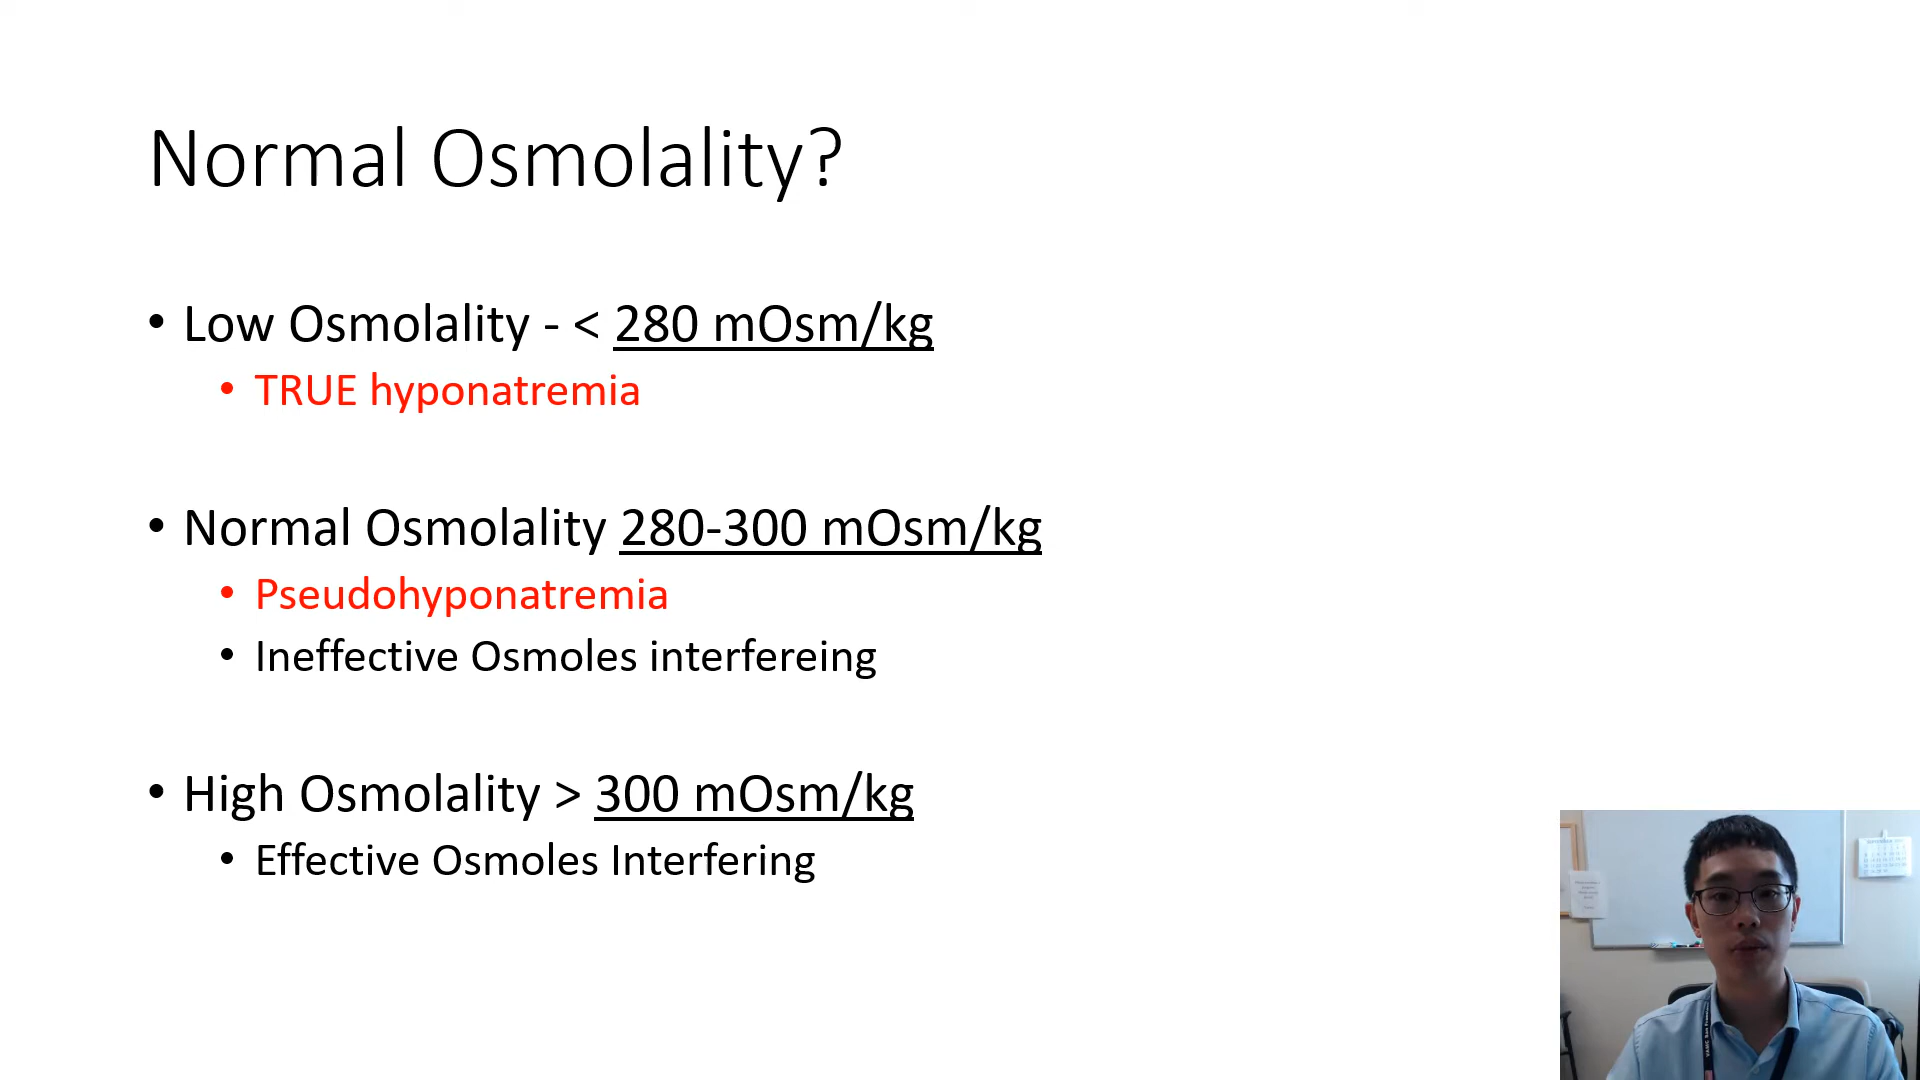 Normal Osmolality?
• Low Osmolality - < 280 mOsm/kg
• TRUE hyponatremia
• Normal Osmolality 280-300 mOsm/kg
• Pseudohyponatremia
• Ineffective Osmoles interfereing
• High Osmolality > 300 mOsm/kg
• Effective Osmoles Interfering